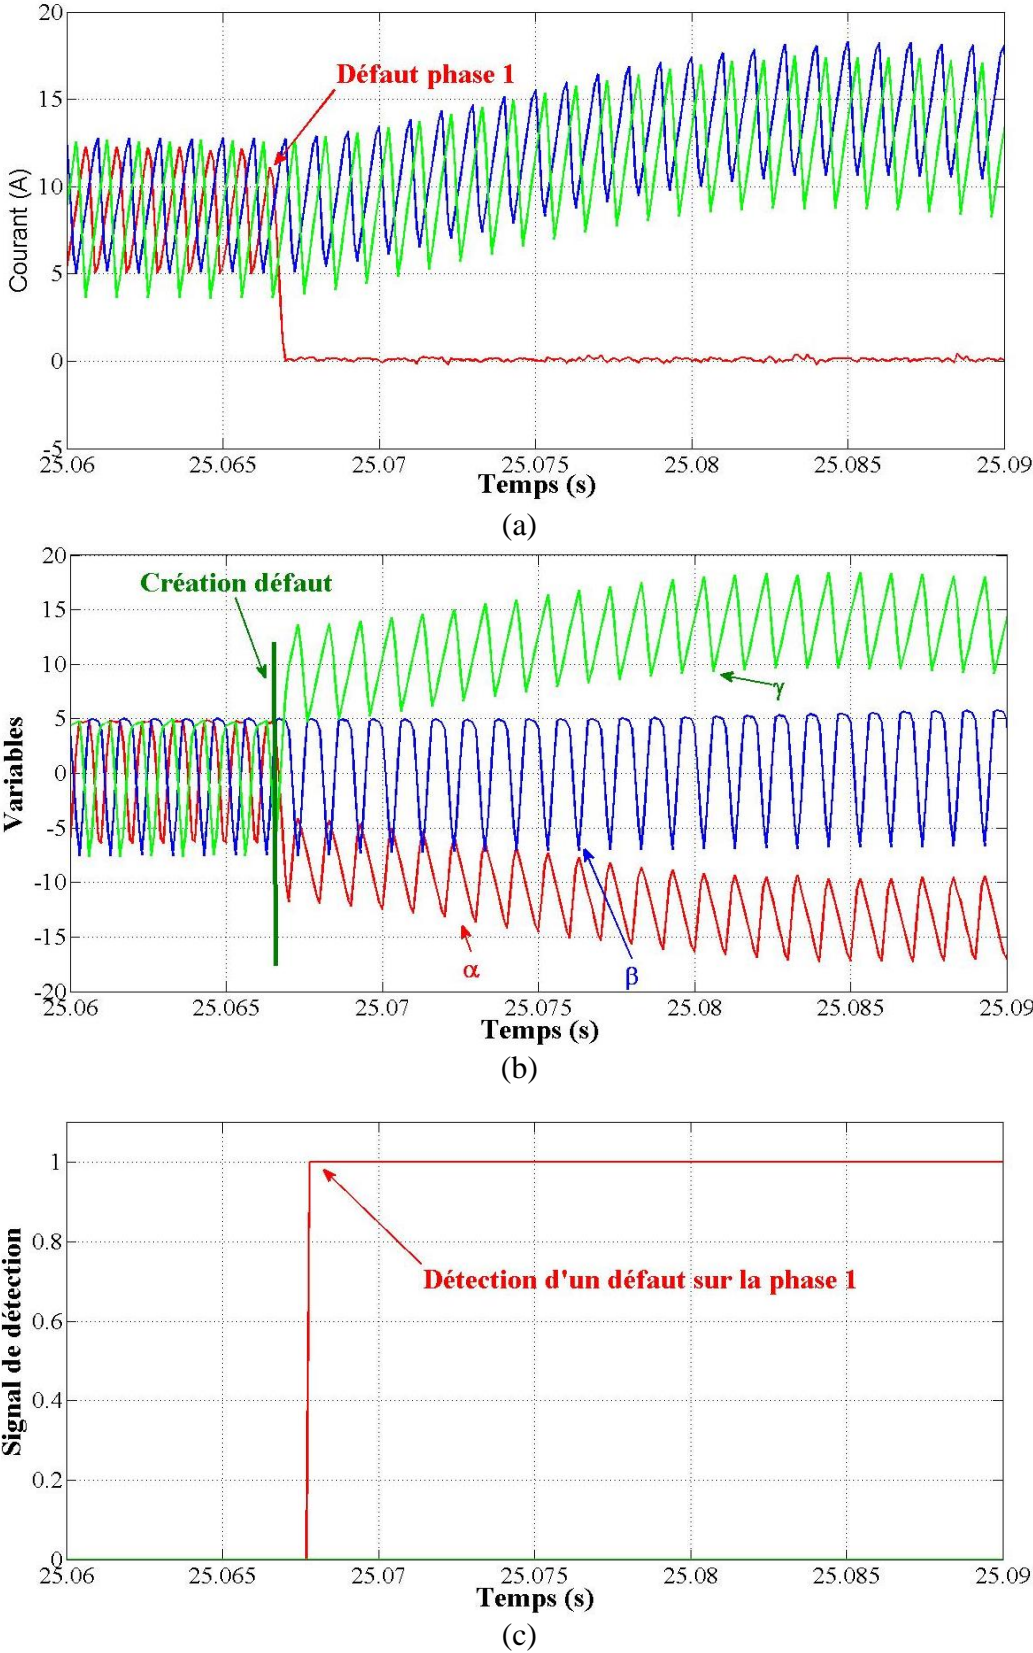 20
15
10
5
0
-5
Courant (A)
Défaut phase 1
25.06 25.065 25.07 25.075 25.08 25.085 25.09
Temps (s)
(a)
20
15
10
5
0
-5
-10
-15
-20
Variables
Création défaut
γ
α
β
25.06 25.065 25.07 25.075 25.08 25.085 25.09
Temps (s)
(b)
1
0.8
0.6
0.4
0.2
0
Signal de détection
Détection d'un défaut sur la phase 1
25.06 25.065 25.07 25.075 25.08 25.085 25.09
Temps (s)
(c)